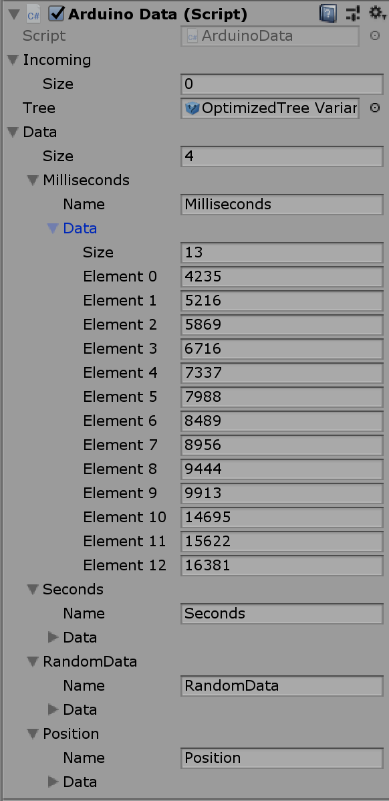 C# Arduino Data (Script)
Script C# ArduinoData
Incoming
Size 0
Tree OptimizedTree Varian
Data
Size 4
Milliseconds
Name Milliseconds
Data
Size 13
Element 0 4235
Element 1 5216
Element 2 5869
Element 3 6716
Element 4 7337
Element 5 7988
Element 6 8489
Element 7 8956
Element 8 9444
Element 9 9913
Element 10 14695
Element 11 15622
Element 12 16381
Seconds
Name Seconds
Data
RandomData
Name RandomData
Data
Position
Name Position
Data